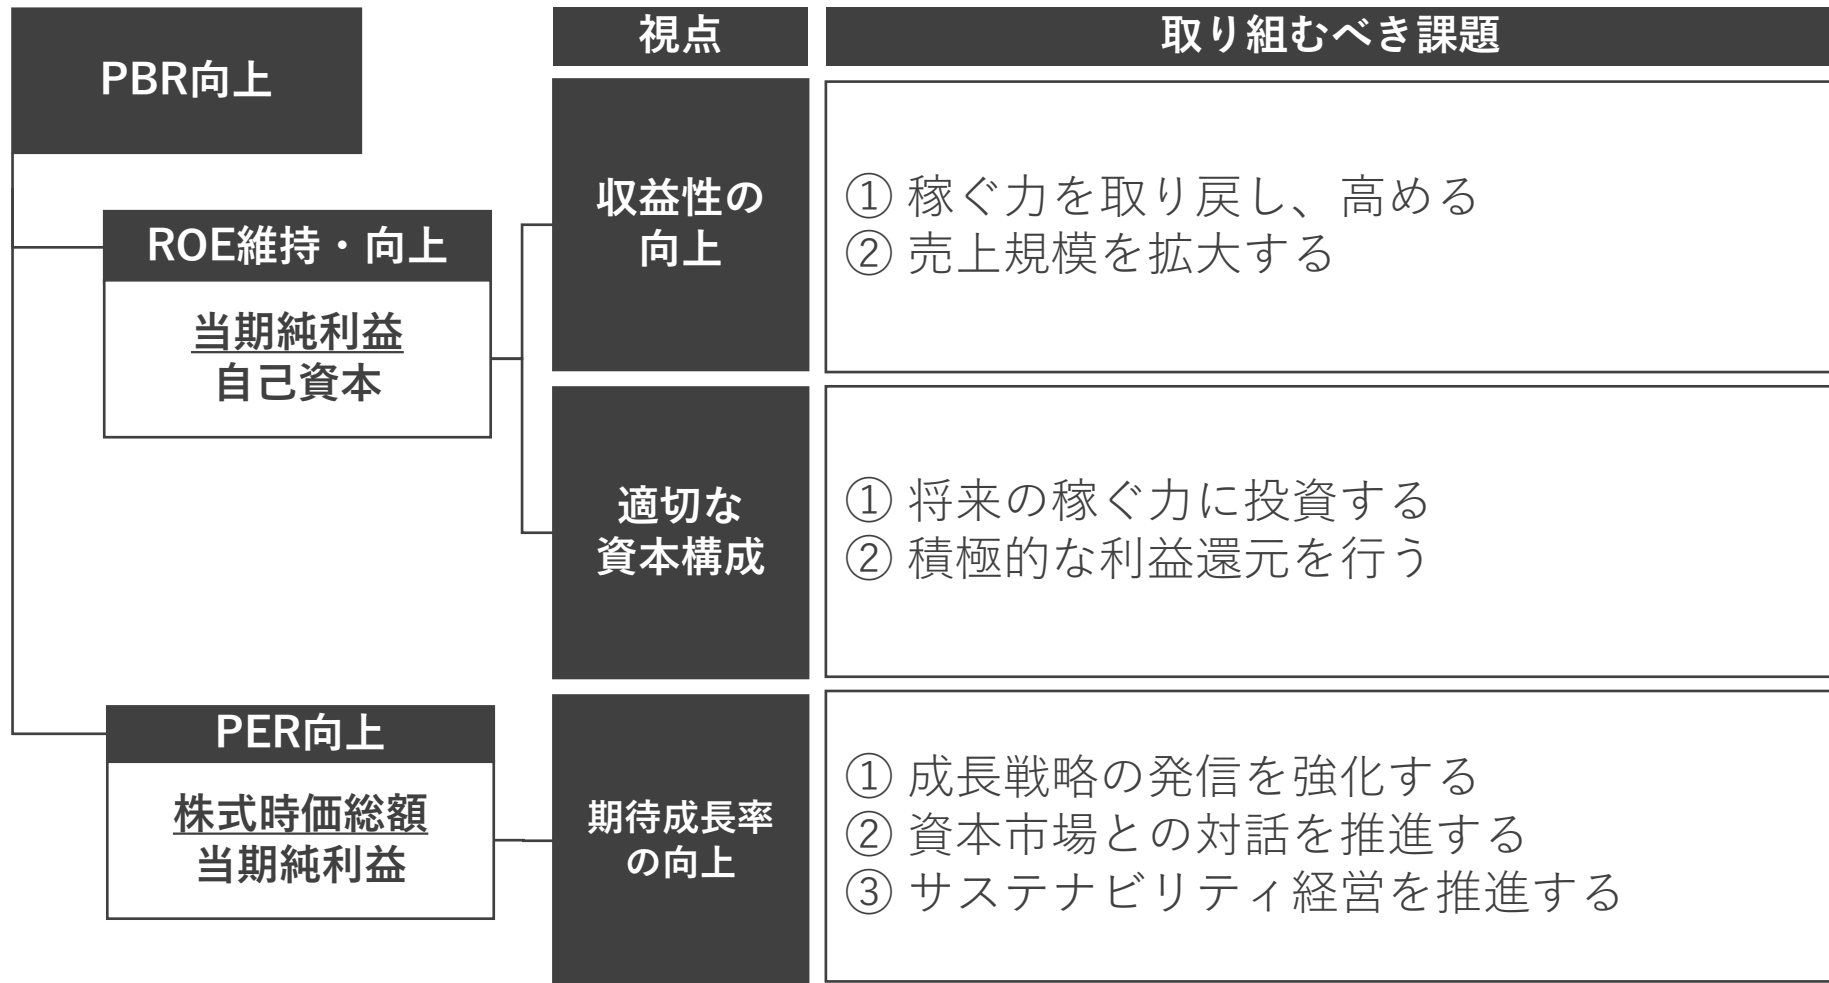 PBR向上
視点
取り組むべき課題
ROE維持・向上
当期純利益
自己資本
収益性の
向上
① 稼ぐ力を取り戻し、高める
② 売上規模を拡大する
適切な
資本構成
① 将来の稼ぐ力に投資する
② 積極的な利益還元を行う
PER向上
株式時価総額
当期純利益
期待成長率
の向上
① 成長戦略の発信を強化する
② 資本市場との対話を推進する
③ サステナビリティ経営を推進する